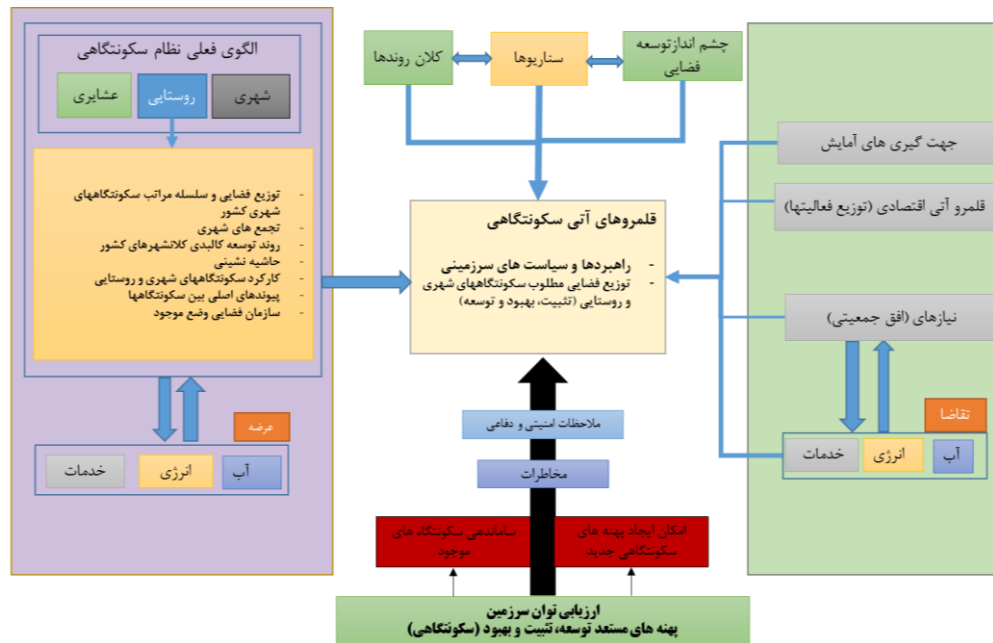 الگوی فعلی نظام سکونتگاهی
شهری
روستایی
عشایری
- توزیع فضایی و سلسله مراتب سکونتگاههای
شهری کشور
- تجمع های شهری
- روند توسعه کالبدی کلانشهرهای کشور
- حاشیه نشینی
- کارکرد سکونتگاههای شهری و روستایی
- پیوندهای اصلی بین سکونتگاهها
- سازمان فضایی وضع موجود
عرضه
آب
انرژی
خدمات
چشم اندازتوسعه
فضایی
سناریوها
کلان روندها
قلمروهای آتی سکونتگاهی
- راهبردها و سیاست های سرزمینی
- توزیع فضایی مطلوب سکونتگاههای شهری
و روستایی (تثبیت، بهبود و توسعه)
ملاحظات امنیتی و دفاعی
مخاطرات
امکان ایجاد پهنه های
سکونتگاهی جدید
ساماندهی سکونتگاه های
موجود
ارزیابی توان سرزمین
پهنه های مستعد توسعه، تثبیت و بهبود (سکونتگاهی)
جهت گیری های آمایش
قلمرو آتی اقتصادی (توزیع فعالیتها)
نیازهای (افق جمعیتی)
تقاضا
آب
انرژی
خدمات